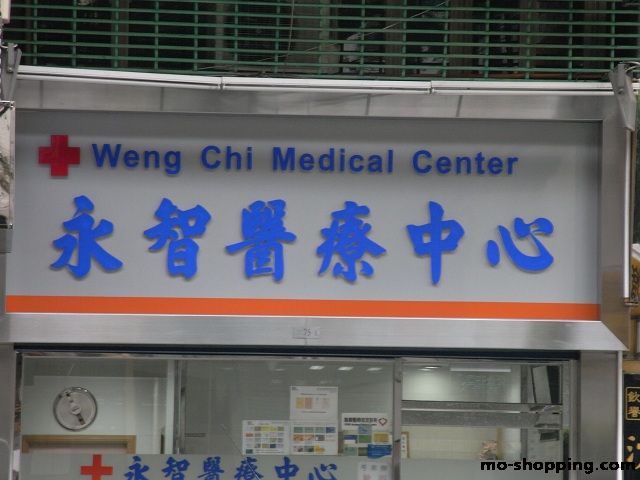 Weng Chi Medical Center
永智醫療中心
永智醫療中心
mo-shopping.com